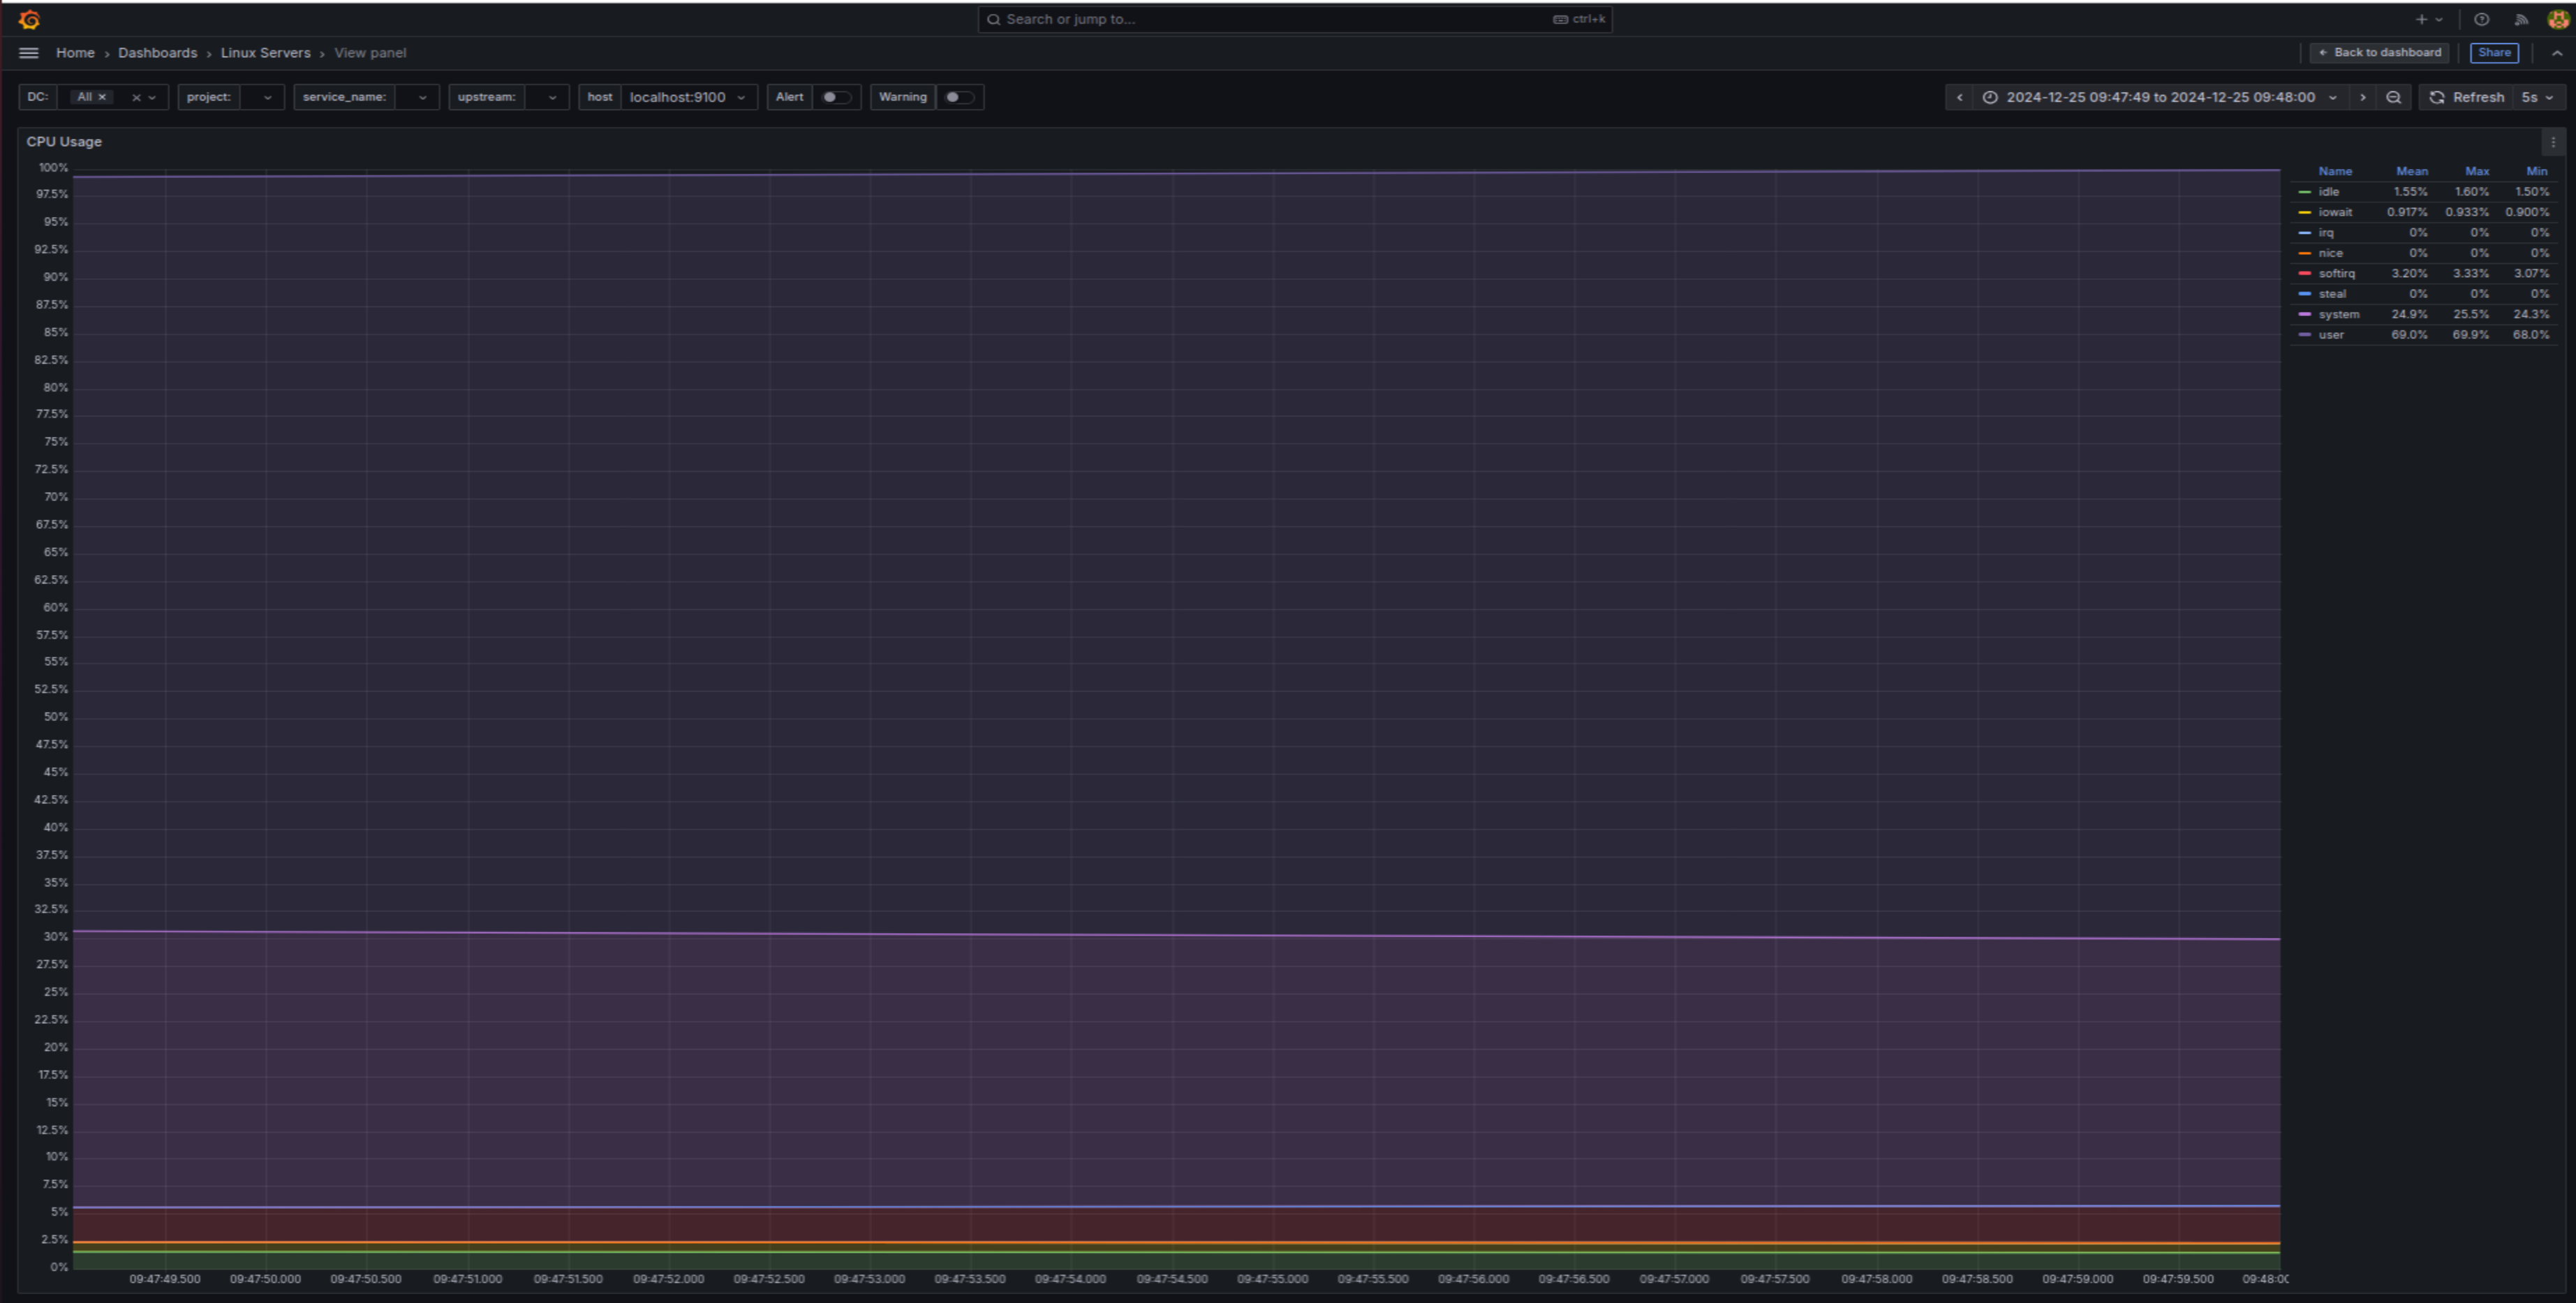 Search or jump to... ctrl+k
Home › Dashboards › Linux Servers › View panel
Back to dashboard
Share
DC: All × project: service_name: upstream: host localhost:9100 Alert Warning
2024-12-25 09:47:49 to 2024-12-25 09:48:00
Refresh 5s
CPU Usage
100%
97.5%
95%
92.5%
90%
87.5%
85%
82.5%
80%
77.5%
75%
72.5%
70%
67.5%
65%
62.5%
60%
57.5%
55%
52.5%
50%
47.5%
45%
42.5%
40%
37.5%
35%
32.5%
30%
27.5%
25%
22.5%
20%
17.5%
15%
12.5%
10%
7.5%
5%
2.5%
0%
09:47:49.500 09:47:50.000 09:47:50.500 09:47:51.000 09:47:51.500 09:47:52.000 09:47:52.500 09:47:53.000 09:47:53.500 09:47:54.000 09:47:54.500 09:47:55.000 09:47:55.500 09:47:56.000 09:47:56.500 09:47:57.000 09:47:57.500 09:47:58.000 09:47:58.500 09:47:59.000 09:47:59.500 09:48:00
Name Mean Max Min
idle 1.55% 1.60% 1.50%
iowait 0.917% 0.933% 0.900%
irq 0% 0% 0%
nice 0% 0% 0%
softirq 3.20% 3.33% 3.07%
steal 0% 0% 0%
system 24.9% 25.5% 24.3%
user 69.0% 69.9% 68.0%